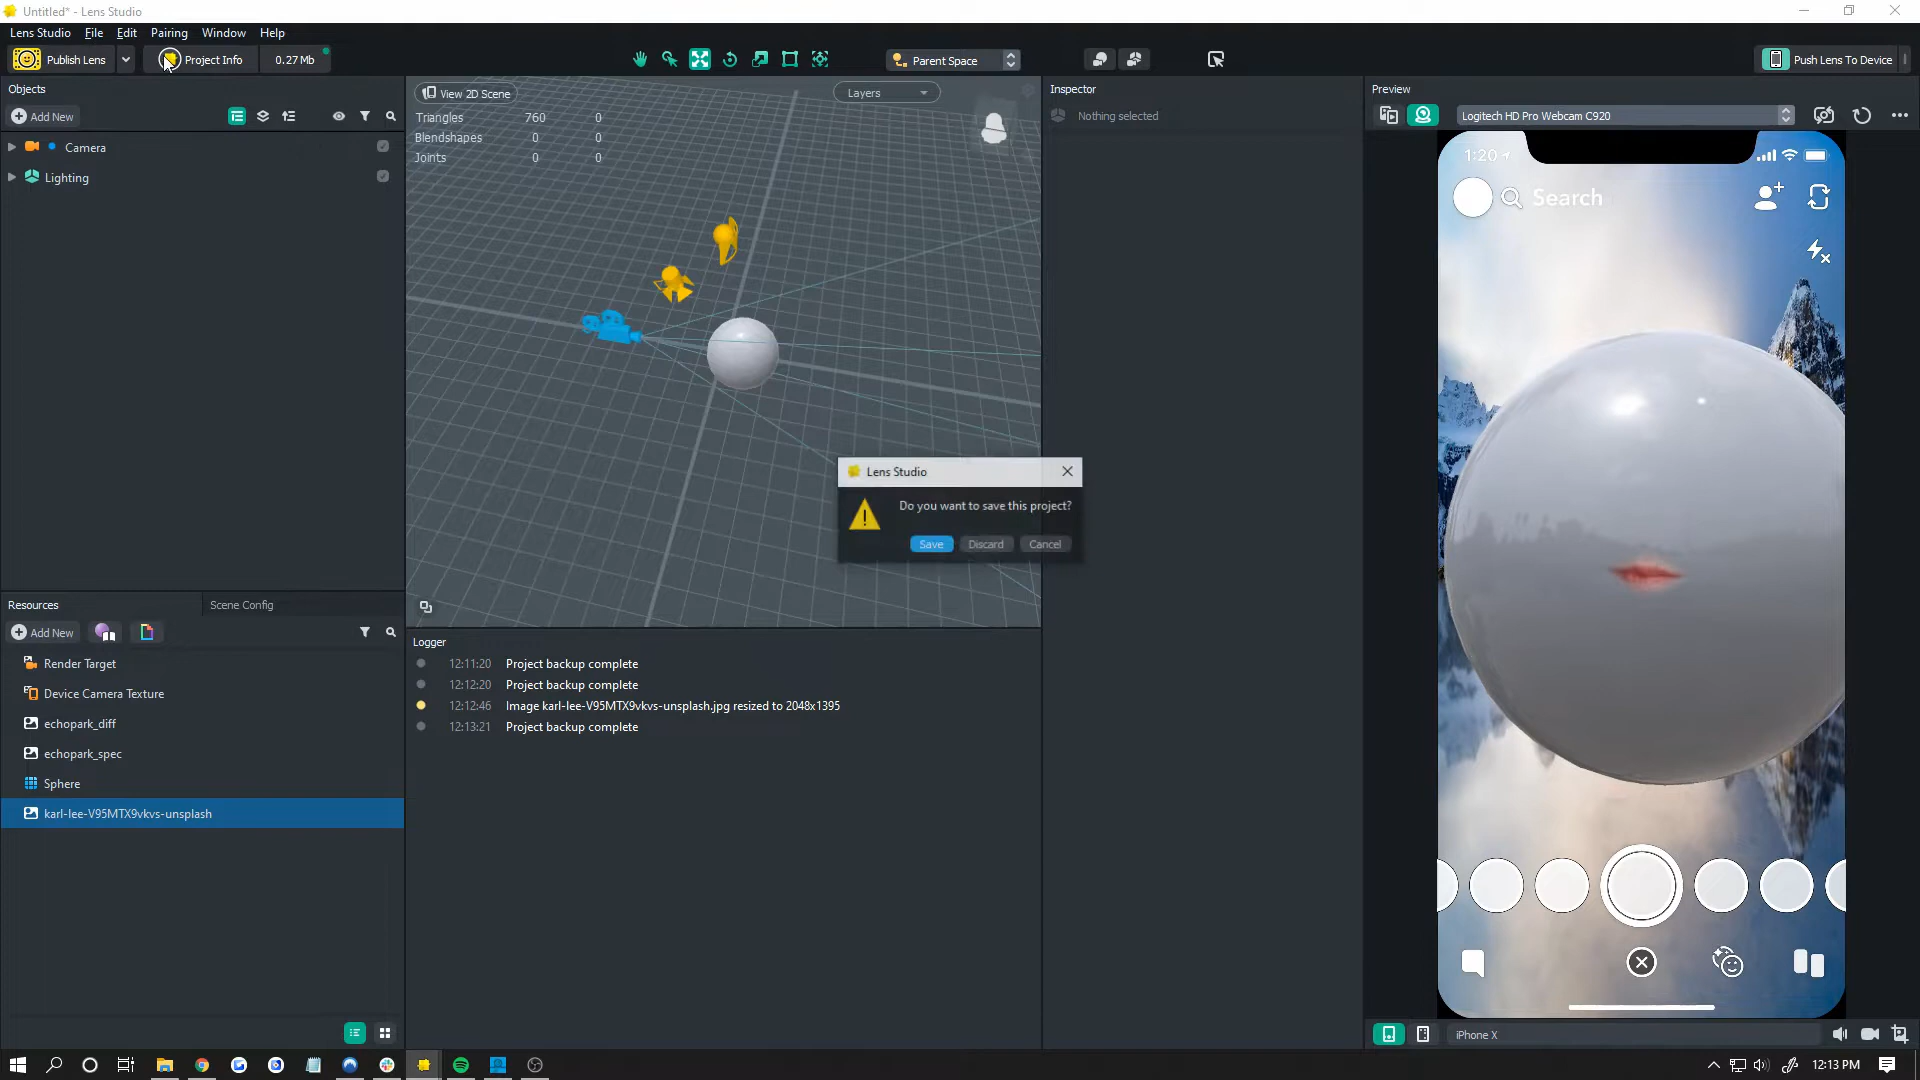 Untitled* - Lens Studio
Lens Studio File Edit Pairing Window Help
Publish Lens Project Info 0.27 Mb Parent Space Push Lens To Device
Objects
Add New
Camera
Lighting
View 2D Scene Layers
Triangles 760 0
Blendshapes 0 0
Joints 0 0
Inspector
Nothing selected
Preview
Logitech HD Pro Webcam C920
1:20
Search
Lens Studio
Do you want to save this project?
Save Discard Cancel
Resources Scene Config
Add New
Render Target
Device Camera Texture
echopark_diff
echopark_spec
Sphere
karl-lee-V95MTX9vkvs-unsplash
Logger
12:11:20 Project backup complete
12:12:20 Project backup complete
12:12:46 Image karl-lee-V95MTX9vkvs-unsplash.jpg resized to 2048x1395
12:13:21 Project backup complete
iPhone X
12:13 PM